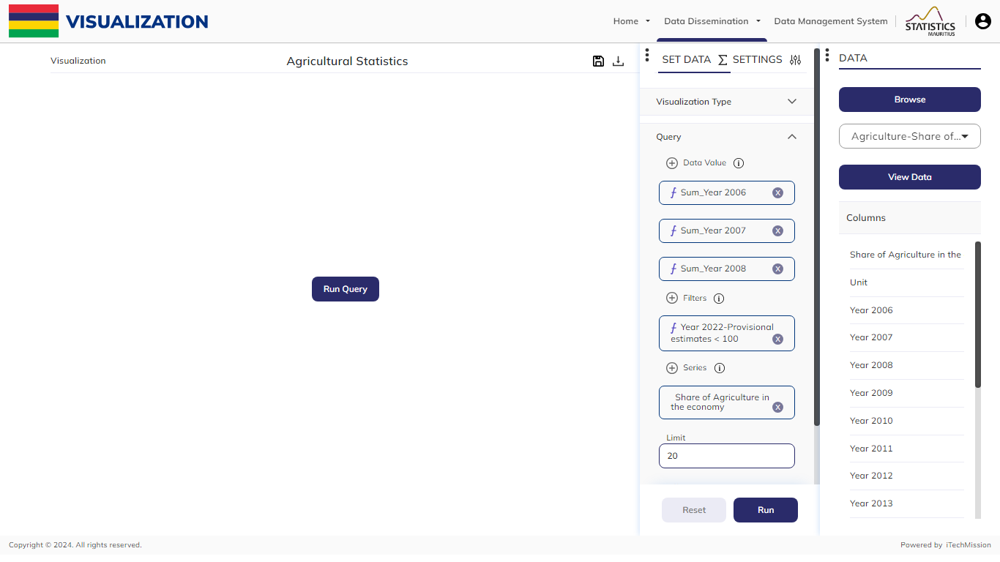 VISUALIZATION
Home
Data Dissemination
Data Management System
STATISTICS
MAURITIUS
Visualization
Agricultural Statistics
SET DATA
SETTINGS
Visualization Type
Query
Data Value
Sum_Year 2006
X
Sum_Year 2007
X
Sum_Year 2008
X
Filters
Year 2022-Provisional
estimates < 100
X
Series
Share of Agriculture in
the economy
X
Limit
20
Reset
Run
Run Query
DATA
Browse
Agriculture-Share of...
View Data
Columns
Share of Agriculture in the
Unit
Year 2006
Year 2007
Year 2008
Year 2009
Year 2010
Year 2011
Year 2012
Year 2013
Copyright © 2024. All rights reserved.
Powered by iTechMission